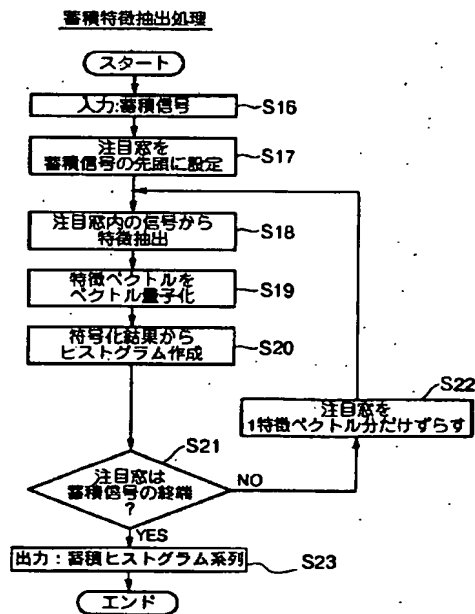 蓄積特徴抽出処理
スタート
入力:蓄積信号
S16
注目窓を
蓄積信号の先頭に設定
S17
注目窓内の信号から
特徴抽出
S18
特徴ベクトルを
ベクトル量子化
S19
符号化結果から
ヒストグラム作成
S20
S22
注目窓を
1特徴ベクトル分だけずらす
S21
注目窓は
蓄積信号の終端
?
NO
YES
出力：蓄積ヒストグラム系列
S23
エンド